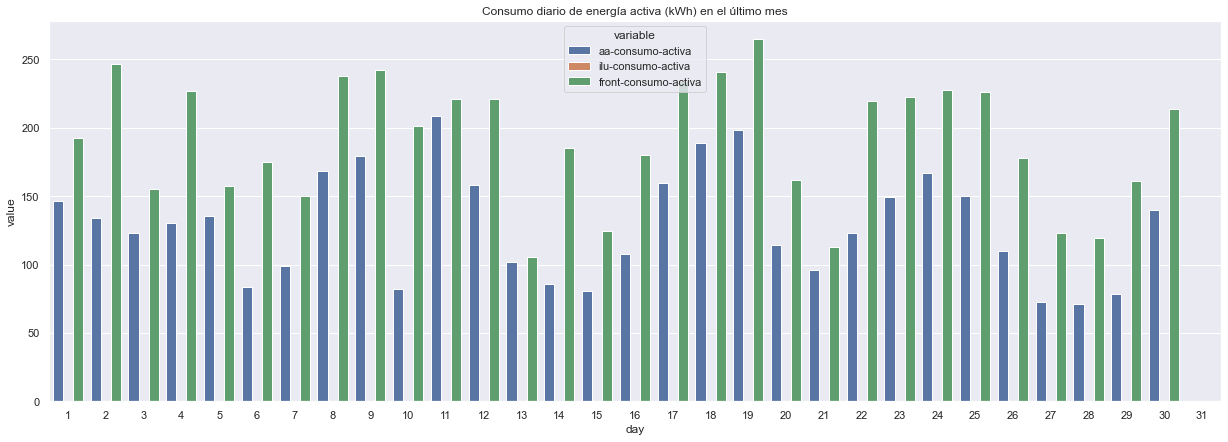 Consumo diario de energía activa (kWh) en el último mes
variable
aa-consumo-activa
ilu-consumo-activa
front-consumo-activa
250
200
150
100
50
0
value
1 2 3 4 5 6 7 8 9 10 11 12 13 14 15 16 17 18 19 20 21 22 23 24 25 26 27 28 29 30 31
day